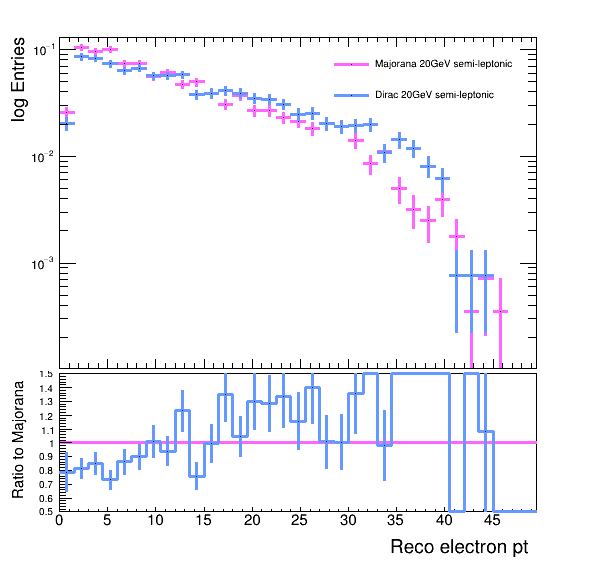 log Entries
10⁻¹
10⁻²
10⁻³
Majorana 20GeV semi-leptonic
Dirac 20GeV semi-leptonic
Ratio to Majorana
1.5
1.4
1.3
1.2
1.1
1
0.9
0.8
0.7
0.6
0.5
0 5 10 15 20 25 30 35 40 45
Reco electron pt